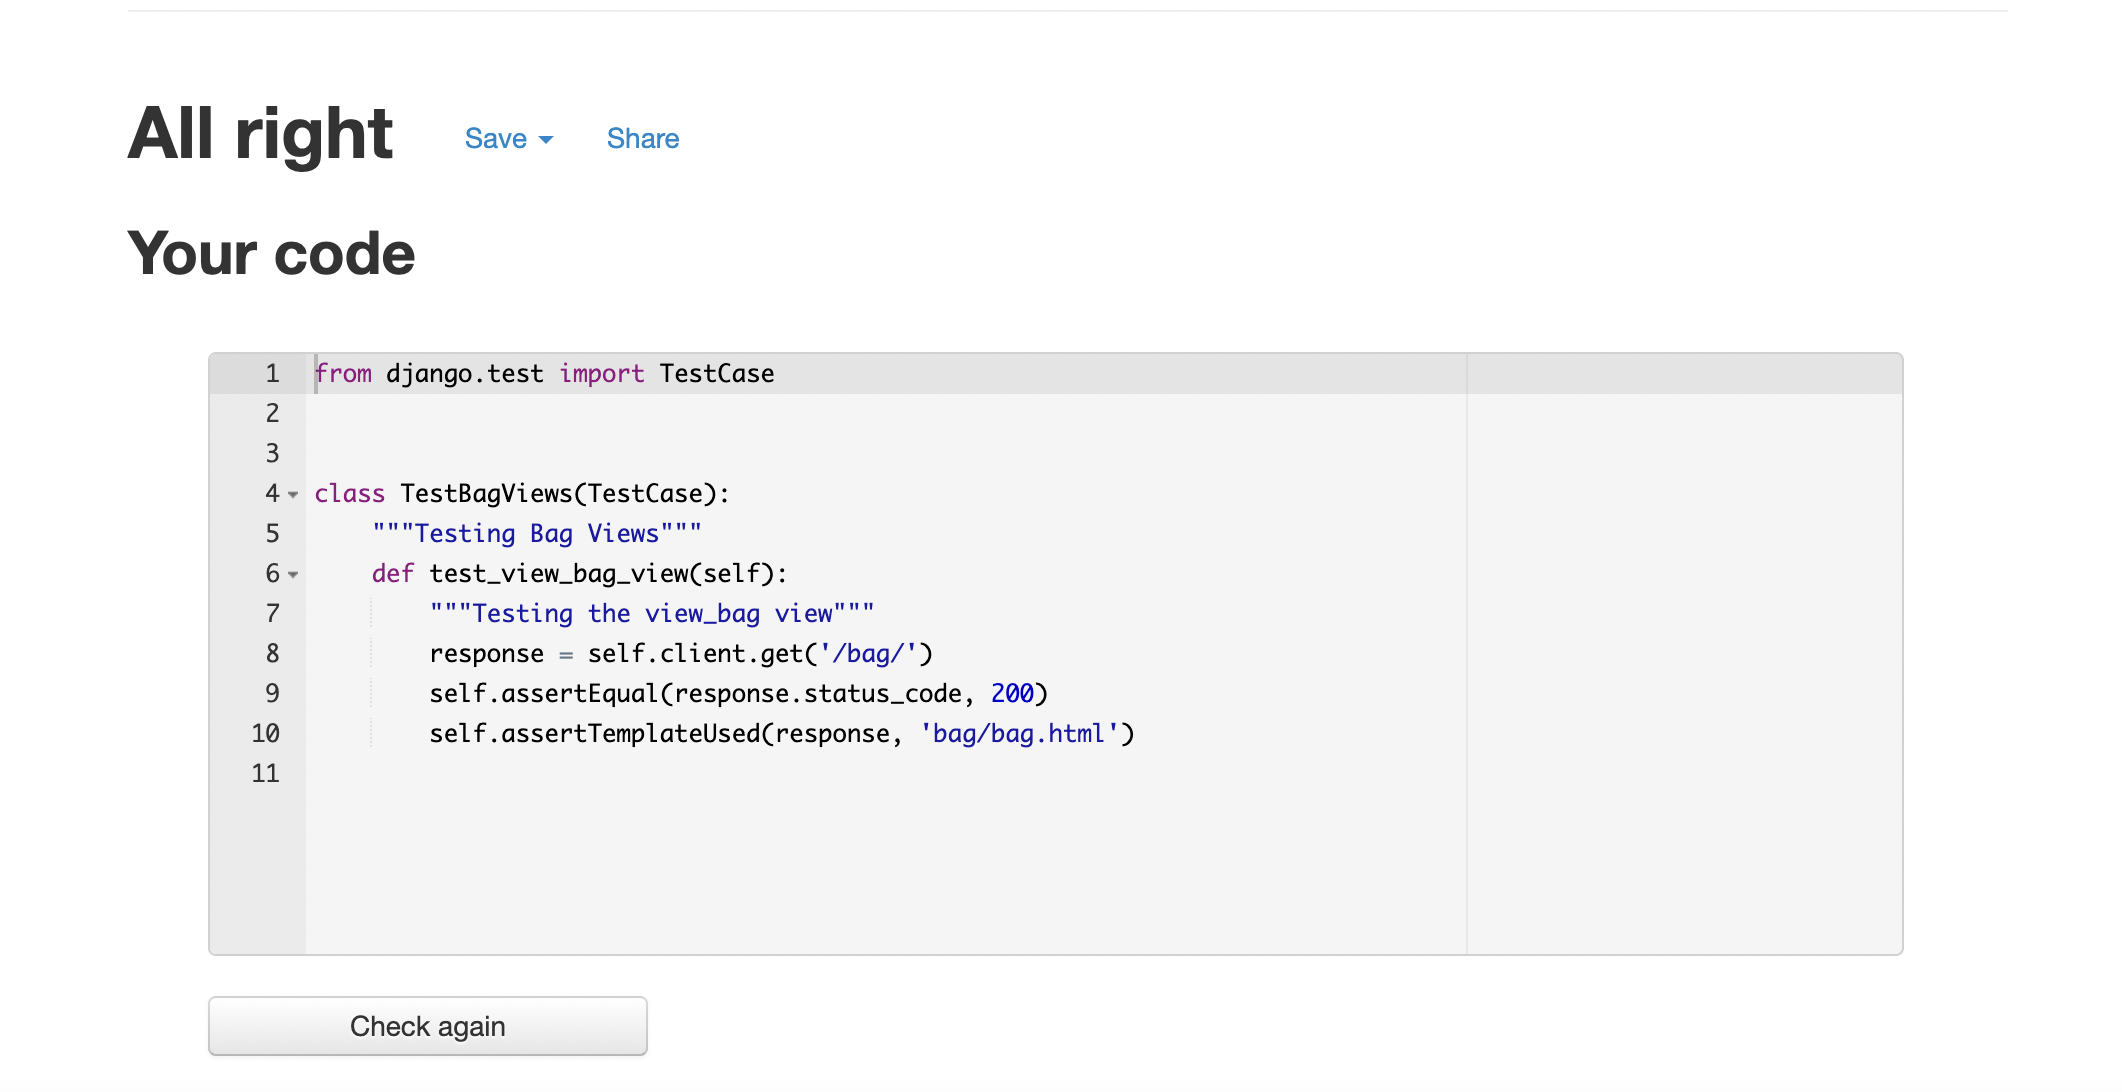 All right Save Share
Your code
1 from django.test import TestCase
2
3
4 class TestBagViews(TestCase):
5     """Testing Bag Views"""
6     def test_view_bag_view(self):
7         """Testing the view_bag view"""
8         response = self.client.get('/bag/')
9         self.assertEqual(response.status_code, 200)
10         self.assertTemplateUsed(response, 'bag/bag.html')
11
Check again